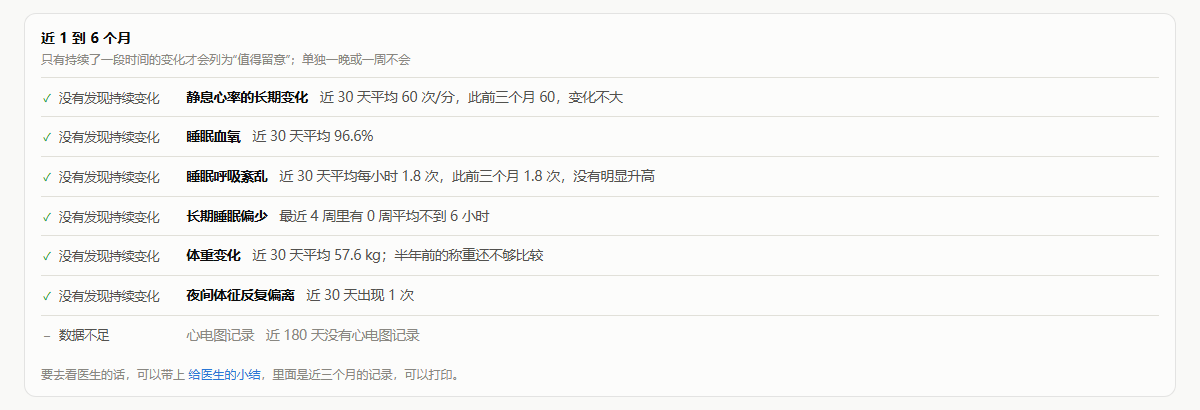 近 1 到 6 个月
只有持续了一段时间的变化才会列为“值得留意”；单独一晚或一周不会
✓ 没有发现持续变化 静息心率的长期变化 近 30 天平均 60 次/分，此前三个月 60，变化不大
✓ 没有发现持续变化 睡眠血氧 近 30 天平均 96.6%
✓ 没有发现持续变化 睡眠呼吸紊乱 近 30 天平均每小时 1.8 次，此前三个月 1.8 次，没有明显升高
✓ 没有发现持续变化 长期睡眠偏少 最近 4 周里有 0 周平均不到 6 小时
✓ 没有发现持续变化 体重变化 近 30 天平均 57.6 kg；半年前的称重还不够比较
✓ 没有发现持续变化 夜间体征反复偏离 近 30 天出现 1 次
– 数据不足 心电图记录 近 180 天没有心电图记录
要去看医生的话，可以带上 给医生的小结，里面是近三个月的记录，可以打印。